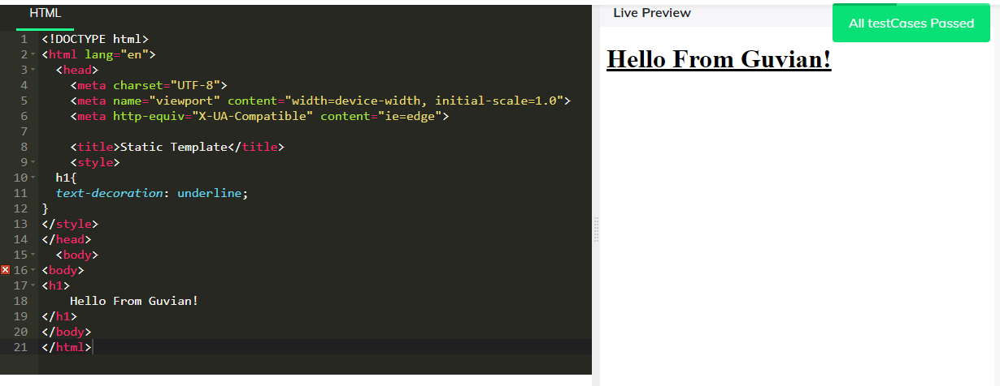 HTML
Live Preview
All testCases Passed
1 <!DOCTYPE html>
2 <html lang="en">
3 <head>
4 <meta charset="UTF-8">
5 <meta name="viewport" content="width=device-width, initial-scale=1.0">
6 <meta http-equiv="X-UA-Compatible" content="ie=edge">
7
8 <title>Static Template</title>
9 <style>
10 h1{
11 text-decoration: underline;
12 }
13 </style>
14 </head>
15 <body>
16 <body>
17 <h1>
18 Hello From Guvian!
19 </h1>
20 </body>
21 </html>
Hello From Guvian!